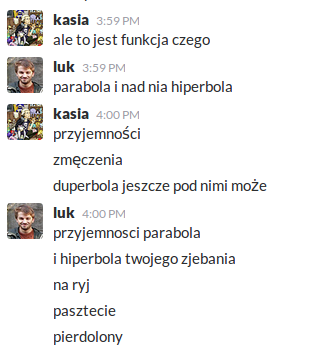 kasia 3:59 PM
ale to jest funkcja czego
luk 3:59 PM
parabola i nad nia hiperbola
kasia 4:00 PM
przyjemności
zmęczenia
duperbola jeszcze pod nimi może
luk 4:00 PM
przyjemnosci parabola
i hiperbola twojego zjebania
na ryj
pasztecie
pierdolony